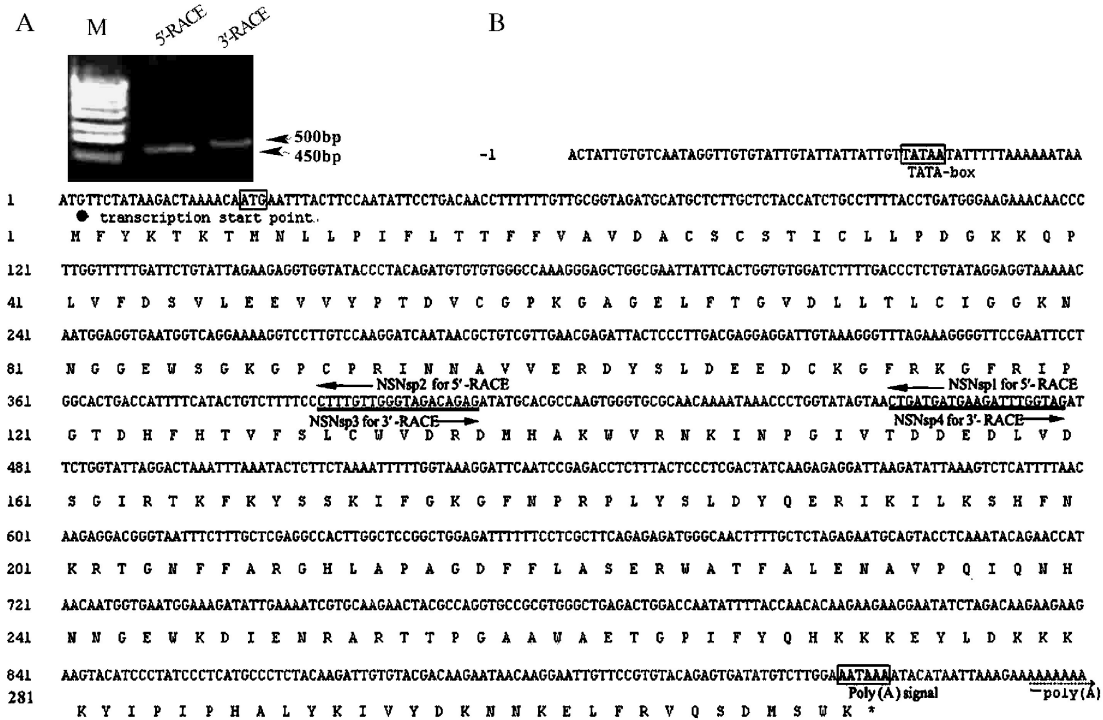 A
M
5'-RACE
3'-RACE
B
500bp
450bp
-1 ACTATTGTGTCAATAGGTTGTGTATTGTATTATTATTGTTATAATATTTTTAAAAAATAA
TATA-box
1 ATGTTCTATAAGACTAAAACAATGAATTTACTTCCAATATTCCTGACAACCTTTTTTGTTGCGGTAGATGCATGCTCTTGCTCTACCATCTGCCTTTTACCTGATGGGAAGAAACAACCC
transcription start point.
1 M F Y K T K T M N L L P I F L T T F F V A V D A C S C S T I C L L P D G K K Q P
121 TTGGTTTTTGATTCTGTATTAGAAGAGGTGGTATACCCTACAGATGTGTGTGGGCCAAAGGGAGCTGGCGAATTATTCACTGGTGTGGATCTTTTGACCCTCTGTATAGGAGGTAAAAAC
41 L V F D S V L E E V V Y P T D V C G P K G A G E L F T G V D L L T L C I G G K N
241 AATGGAGGTGAATGGTCAGGAAAAGGTCCTTGTCCAAGGATCAATAACGCTGTCGTTGAACGAGATTACTCCCTTGACGAGGAGGATTGTAAAGGGTTTAGAAAGGGGTTCCGAATTCCT
81 N G G E W S G K G P C P R I N N A V V E R D Y S L D E E D C K G F R K G F R I P
NSNsp2 for 5'-RACE
NSNsp1 for 5'-RACE
361 GGCACTGACCATTTTCATACTGTCTTTTCCCTTTGTTGGGTAGACAGAGATATGCACGCCAAGTGGGTGCGCAACAAAATAAACCCTGGTATAGTAACTGATGATGAAGATTTGGTAGAT
NSNsp3 for 3'-RACE
NSNsp4 for 3'-RACE
121 G T D H F H T V F S L C W V D R D M H A K W V R N K I N P G I V T D D E D L V D
481 TCTGGTATTAGGACTAAATTTAAATACTCTTCTAAAATTTTTGGTAAAGGATTCAATCCGAGACCTCTTTACTCCCTCGACTATCAAGAGAGGATTAAGATATTAAAGTCTCATTTTAAC
161 S G I R T K F K Y S S K I F G K G F N P R P L Y S L D Y Q E R I K I L K S H F N
601 AAGAGGACGGGTAATTTCTTTGCTCGAGGCCACTTGGCTCCGGCTGGAGATTTTTTCCTCGCTTCAGAGAGATGGGCAACTTTTGCTCTAGAGAATGCAGTACCTCAAATACAGAACCAT
201 K R T G N F F A R G H L A P A G D F F L A S E R W A T F A L E N A V P Q I Q N H
721 AACAATGGTGAATGGAAAGATATTGAAAATCGTGCAAGAACTACGCCAGGTGCCGCGTGGGCTGAGACTGGACCAATATTTTACCAACACAAGAAGAAGGAATATCTAGACAAGAAGAAG
241 N N G E W K D I E N R A R T T P G A A W A E T G P I F Y Q H K K K E Y L D K K K
841 AAGTACATCCCTATCCCTCATGCCCTCTACAAGATTGTGTACGACAAGAATAACAAGGAATTGTTCCGTGTACAGAGTGATATGTCTTGGAAATAAAATACATAATTAAAGAAAAAAAAA
Poly(A) signal
poly(A)
281 K Y I P I P H A L Y K I V Y D K N N K E L F R V Q S D M S W K *